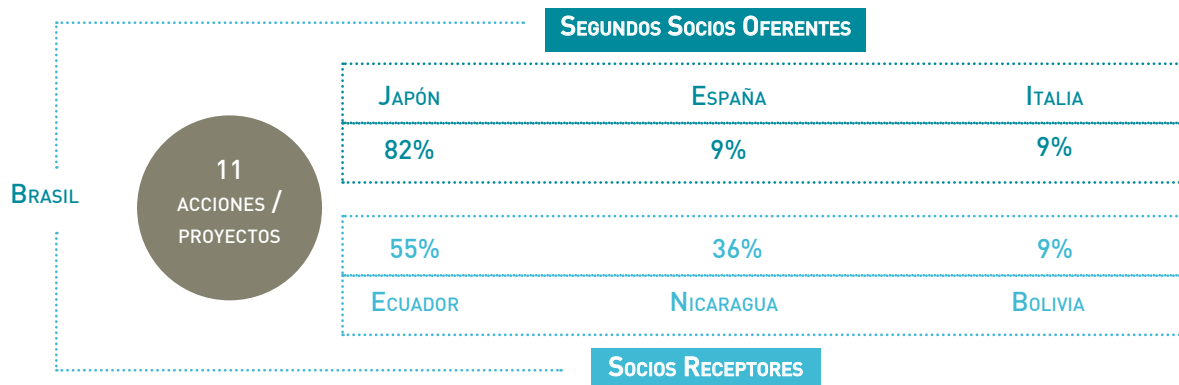 Segundos Socios Oferentes
Japón España Italia
82% 9% 9%
Brasil
11
acciones /
proyectos
55% 36% 9%
Ecuador Nicaragua Bolivia
Socios Receptores